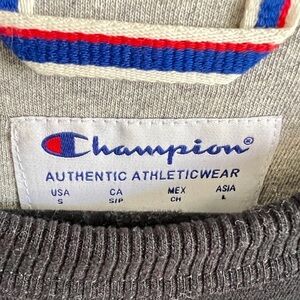 Champion®
AUTHENTIC ATHLETICWEAR
USA CA MEX ASIA
S S/P CH L